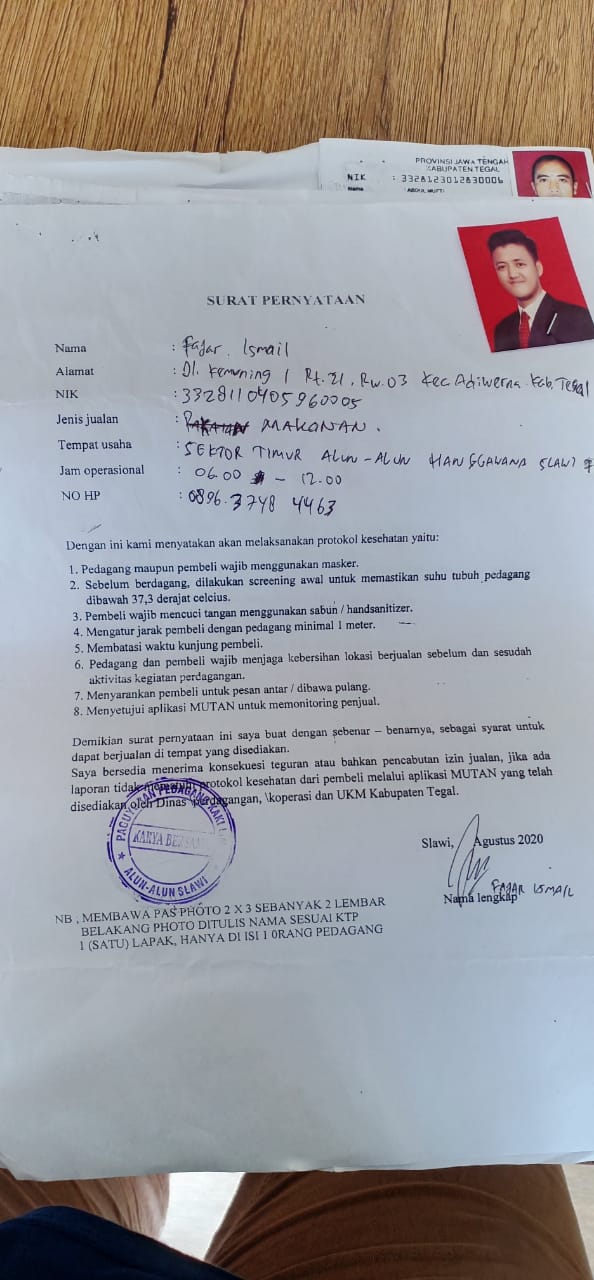 PROVINSI JAWA TENGAH
KABUPATEN TEGAL
NIK : 3328123012830006
Nama : ABDUL MUFTI
SURAT PERNYATAAN
Nama : Fajar Ismail
Alamat : Jl. Kemuning 1 Rt. 21, Rw. 03 Kec Adiwerna Kab. Tegal
NIK : 3328110405960005
Jenis jualan : MAKANAN.
Tempat usaha : SEKTOR TIMUR ALUN-ALUN HANGGAWANA SLAWI
Jam operasional : 06.00 - 12.00
NO HP : 0896.3748 4463
Dengan ini kami menyatakan akan melaksanakan protokol kesehatan yaitu:
1. Pedagang maupun pembeli wajib menggunakan masker.
2. Sebelum berdagang, dilakukan screening awal untuk memastikan suhu tubuh pedagang
dibawah 37,3 derajat celcius.
3. Pembeli wajib mencuci tangan menggunakan sabun / handsanitizer.
4. Mengatur jarak pembeli dengan pedagang minimal 1 meter.
5. Membatasi waktu kunjung pembeli.
6. Pedagang dan pembeli wajib menjaga kebersihan lokasi berjualan sebelum dan sesudah
aktivitas kegiatan perdagangan.
7. Menyarankan pembeli untuk pesan antar / dibawa pulang.
8. Menyetujui aplikasi MUTAN untuk memonitoring penjual.
Demikian surat pernyataan ini saya buat dengan sebenar – benarnya, sebagai syarat untuk
dapat berjualan di tempat yang disediakan.
Saya bersedia menerima konsekuesi teguran atau bahkan pencabutan izin jualan, jika ada
laporan tidak memenuhi protokol kesehatan dari pembeli melalui aplikasi MUTAN yang telah
disediakan oleh Dinas \perdagangan, \koperasi dan UKM Kabupaten Tegal.
PAGUYUBAN PEDAGANG KAKI
KARYA BERSAMA
ALUN-ALUN SLAWI
Slawi, Agustus 2020
FAJAR ISMAIL
Nama lengkap
NB , MEMBAWA PAS PHOTO 2 X 3 SEBANYAK 2 LEMBAR
BELAKANG PHOTO DITULIS NAMA SESUAI KTP
1 (SATU) LAPAK, HANYA DI ISI 1 0RANG PEDAGANG